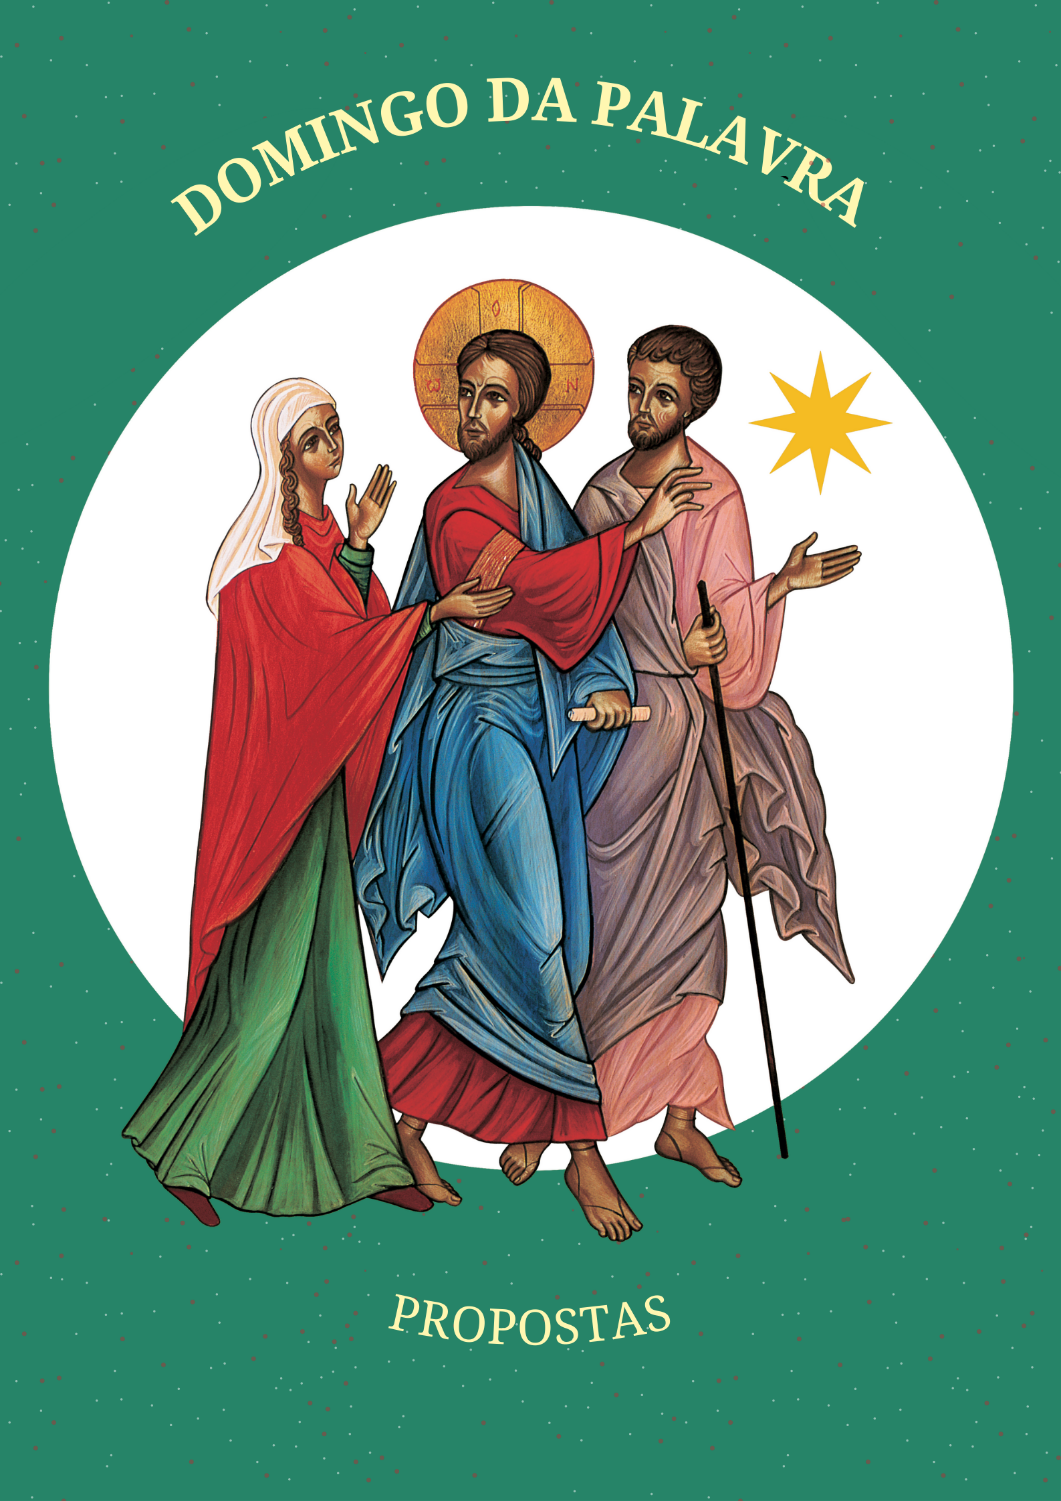 DOMINGO DA PALAVRA
Ο
Ω Ν
PROPOSTAS